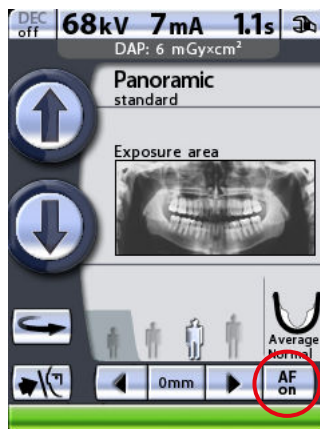 DEC
off
68kV 7mA 1.1s
DAP: 6 mGy×cm²
Panoramic
standard
Exposure area
Average
Normal
0mm
AF
on